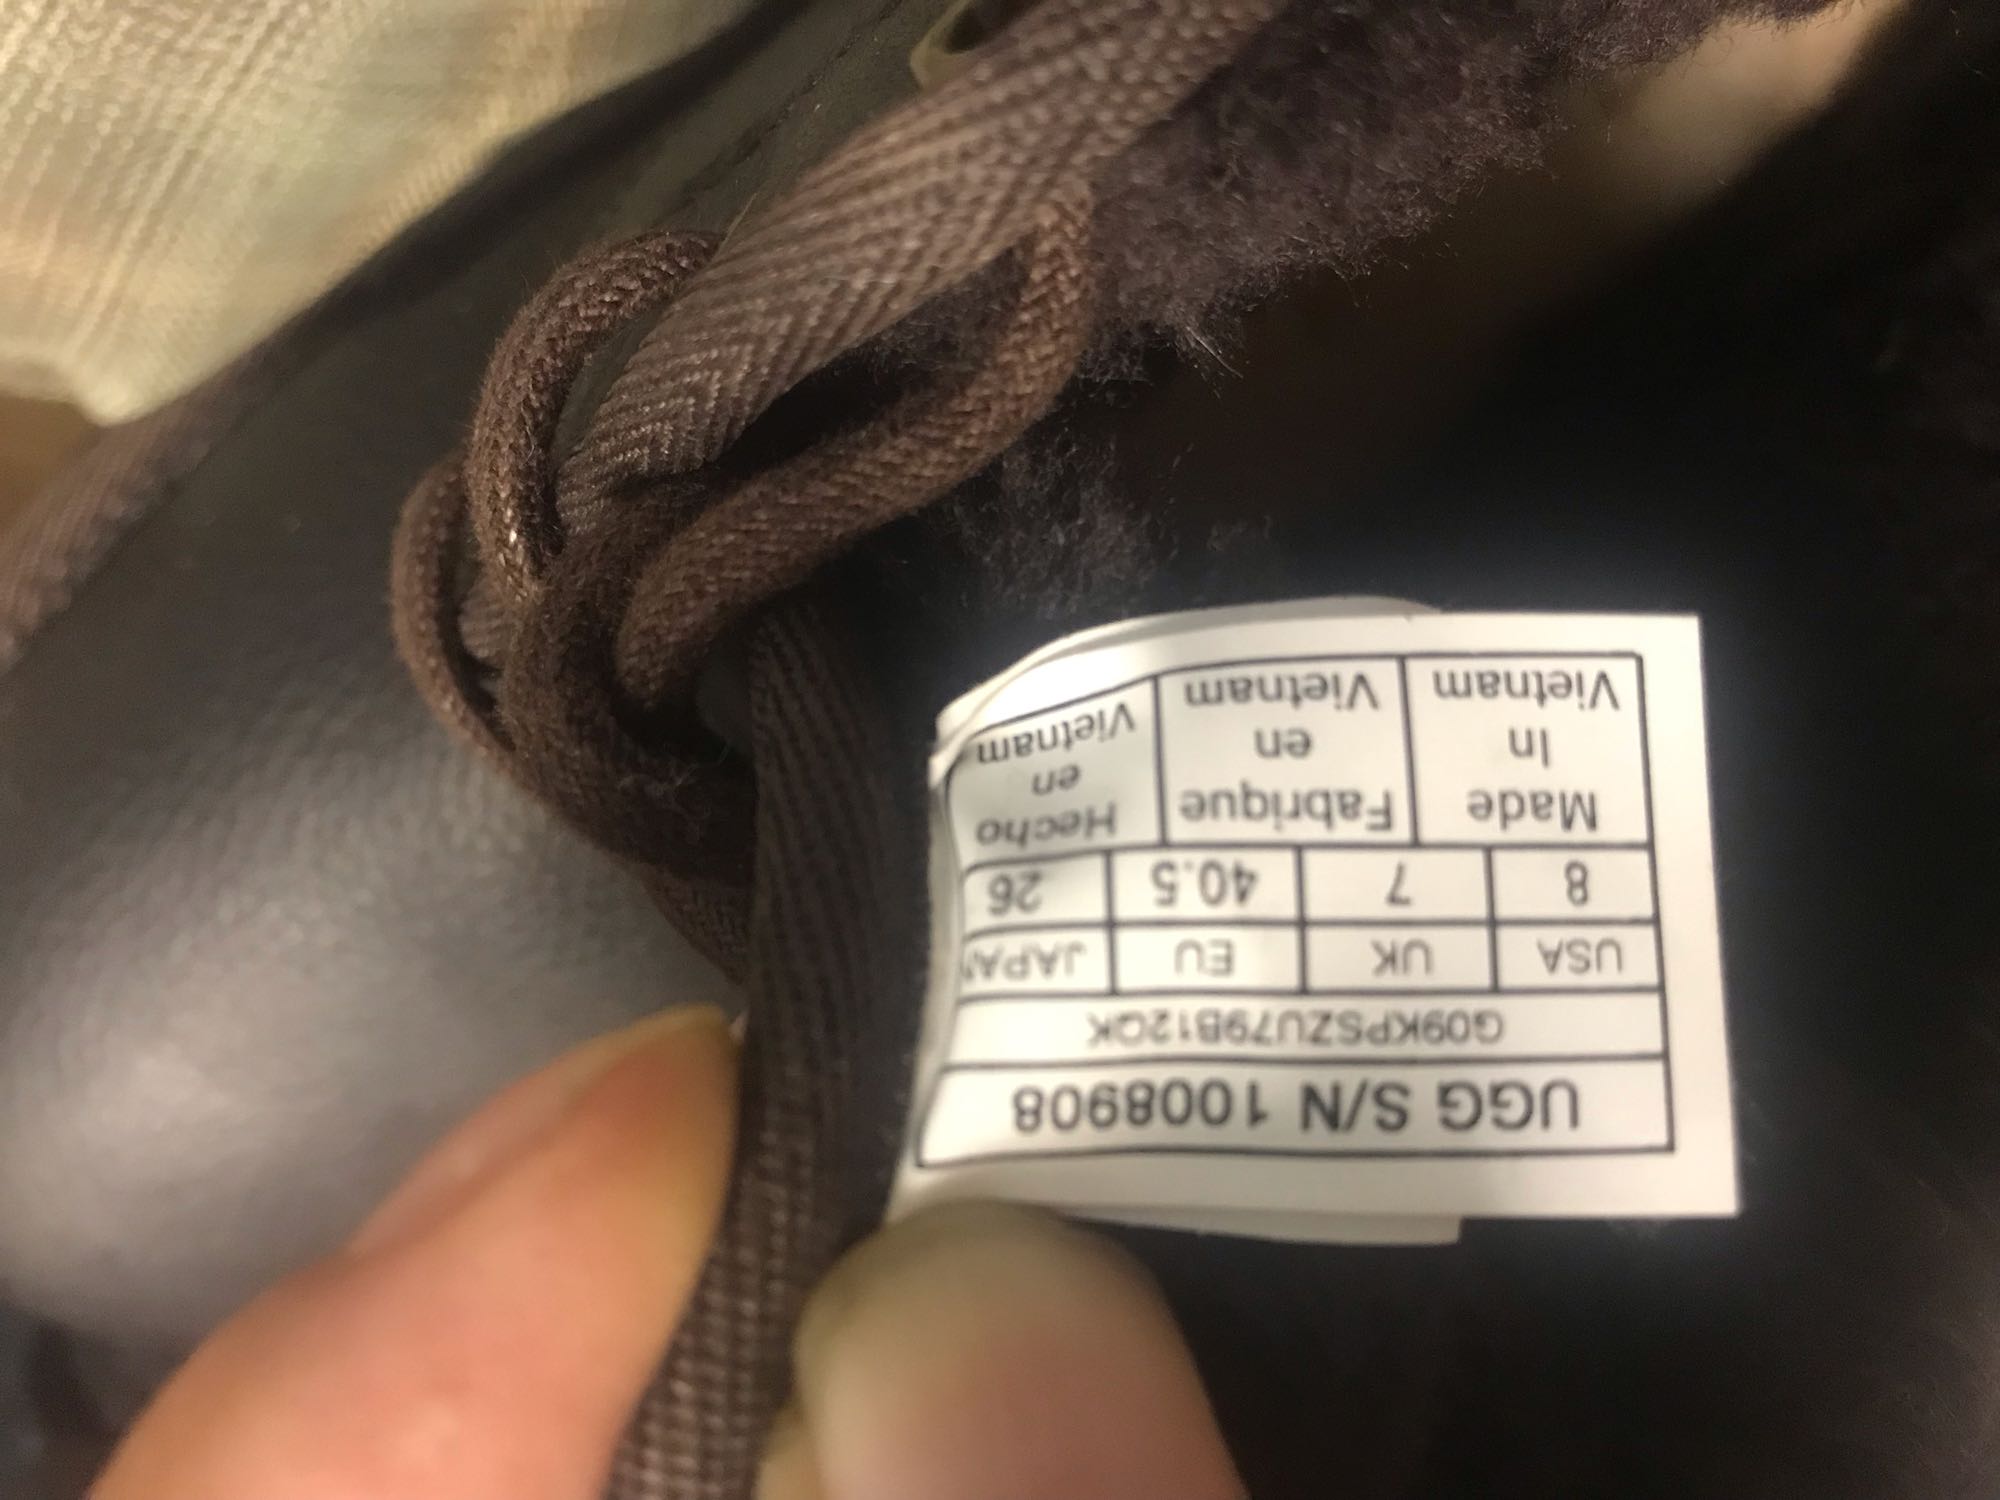 UGG S/N 1008908
G09KPSZU79B12QK
USA UK EU JAPAN
8 7 40.5 26
Made Fabrique Hecho
In en en
Vietnam Vietnam Vietnam